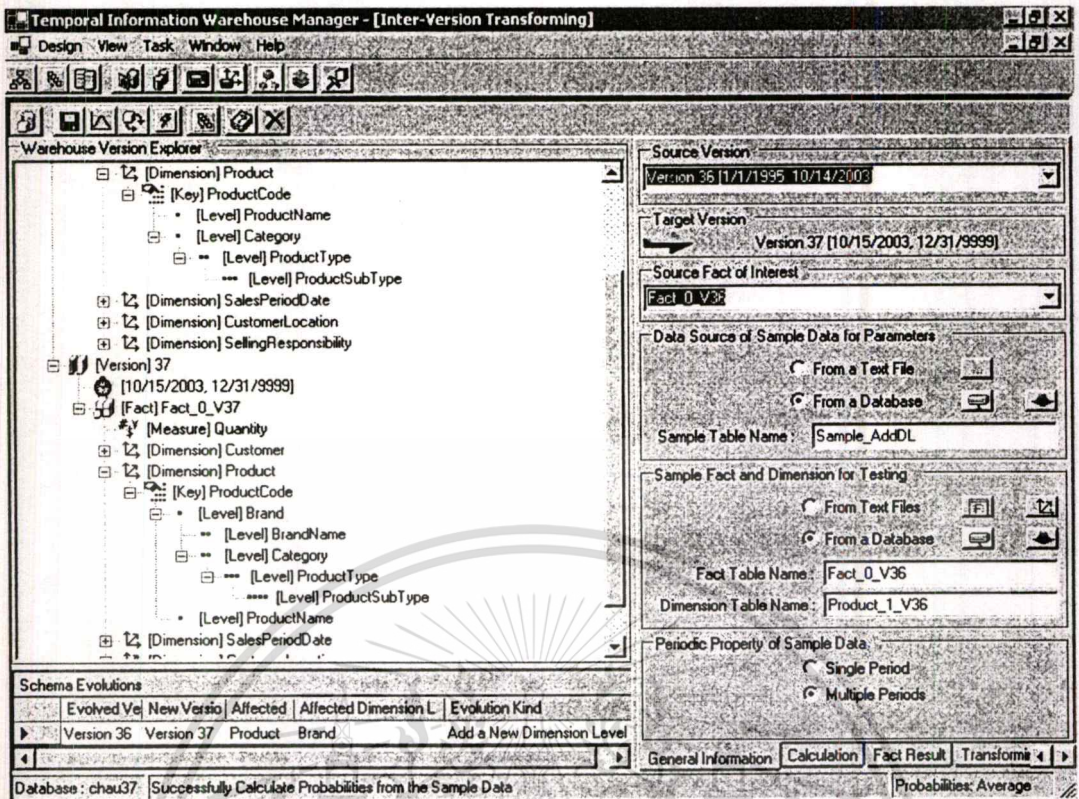 Temporal Information Warehouse Manager - [Inter-Version Transforming]
Design View Task Window Help
Warehouse Version Explorer
[Dimension] Product
[Key] ProductCode
[Level] ProductName
[Level] Category
[Level] ProductType
[Level] ProductSubType
[Dimension] SalesPeriodDate
[Dimension] CustomerLocation
[Dimension] SellingResponsibility
[Version] 37
[10/15/2003, 12/31/9999]
[Fact] Fact_0_V37
[Measure] Quantity
[Dimension] Customer
[Dimension] Product
[Key] ProductCode
[Level] Brand
[Level] BrandName
[Level] Category
[Level] ProductType
[Level] ProductSubType
[Level] ProductName
[Dimension] SalesPeriodDate
Schema Evolutions
Evolved Ve New Versio Affected Affected Dimension L Evolution Kind
Version 36 Version 37 Product Brand Add a New Dimension Level
Source Version
Version 36 [1/1/1995, 10/14/2003]
Target Version
Version 37 [10/15/2003, 12/31/9999]
Source Fact of Interest
Fact_0_V36
Data Source of Sample Data for Parameters
From a Text File
From a Database
Sample Table Name : Sample_AddDL
Sample Fact and Dimension for Testing
From Text Files
From a Database
Fact Table Name : Fact_0_V36
Dimension Table Name : Product_1_V36
Periodic Property of Sample Data
Single Period
Multiple Periods
General Information Calculation Fact Result Transformin
Database : chau37 Successfully Calculate Probabilities from the Sample Data Probabilities: Average